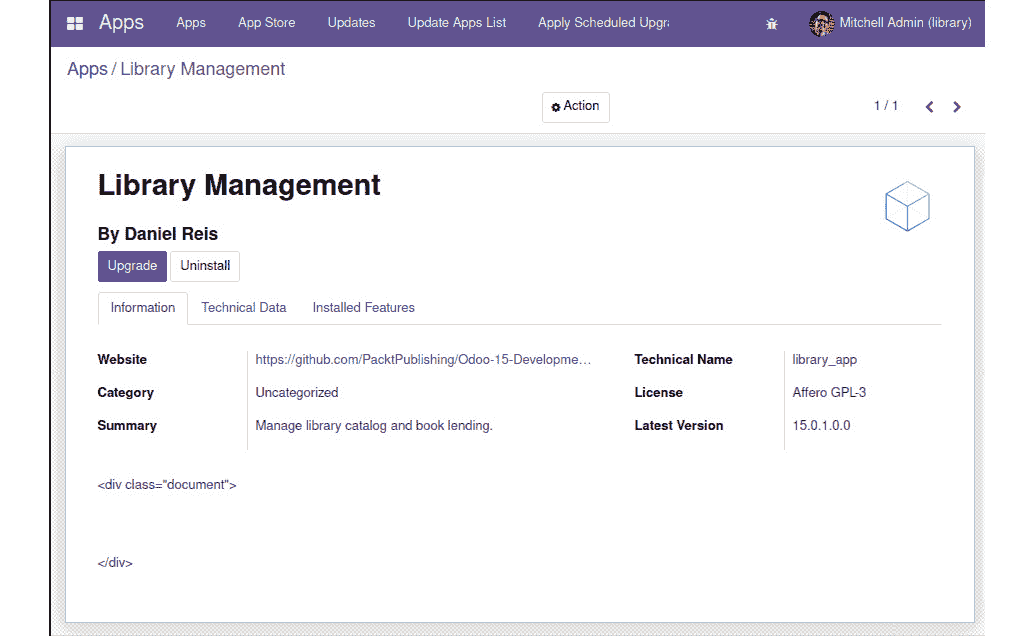 Apps Apps App Store Updates Update Apps List Apply Scheduled Upgr Mitchell Admin (library)
Apps / Library Management
Action 1 / 1
Library Management
By Daniel Reis
Upgrade Uninstall
Information Technical Data Installed Features
Website https://github.com/PacktPublishing/Odoo-15-Developme… Technical Name library_app
Category Uncategorized License Affero GPL-3
Summary Manage library catalog and book lending. Latest Version 15.0.1.0.0
<div class="document">
</div>